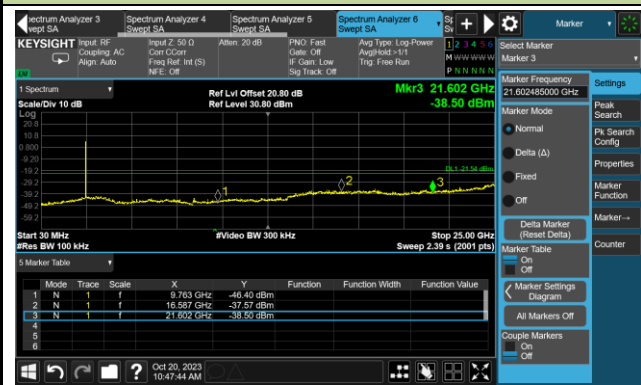 Spectrum Analyzer 3
Swept SA
Spectrum Analyzer 4
Swept SA
Spectrum Analyzer 5
Swept SA
Spectrum Analyzer 6
Swept SA
Marker
KEYSIGHT
Input: RF
Coupling: AC
Align: Auto
Input Z: 50 Ω
Corr CCorr
Freq Ref: Int (S)
NFE: Off
Atten: 20 dB
PNO: Fast
Gate: Off
IF Gain: Low
Sig Track: Off
Avg Type: Log-Power
Avg|Hold:>1/1
Trig: Free Run
1 2 3 4 5 6
M W W W W W
P N N N N N
1 Spectrum
Scale/Div 10 dB
Log
Ref Lvl Offset 20.80 dB
Ref Level 30.80 dBm
Mkr3 21.602 GHz
-38.50 dBm
20.8
10.8
0.800
-9.20
-19.2
-29.2
-39.2
-49.2
-59.2
DL1 -21.54 dBm
1
2
3
Start 30 MHz
#Res BW 100 kHz
#Video BW 300 kHz
Stop 25.00 GHz
Sweep 2.39 s (2001 pts)
5 Marker Table
Mode Trace Scale X Y Function Function Width Function Value
1 N 1 f 9.763 GHz -46.40 dBm
2 N 1 f 16.587 GHz -37.57 dBm
3 N 1 f 21.602 GHz -38.50 dBm
4
5
6
Oct 20, 2023
10:47:44 AM
Select Marker
Marker 3
Marker Frequency
21.602485000 GHz
Marker Mode
Normal
Delta (Δ)
Fixed
Off
Delta Marker
(Reset Delta)
Marker Table
On
Off
Marker Settings
Diagram
All Markers Off
Couple Markers
On
Off
Settings
Peak
Search
Pk Search
Config
Properties
Marker
Function
Marker→
Counter